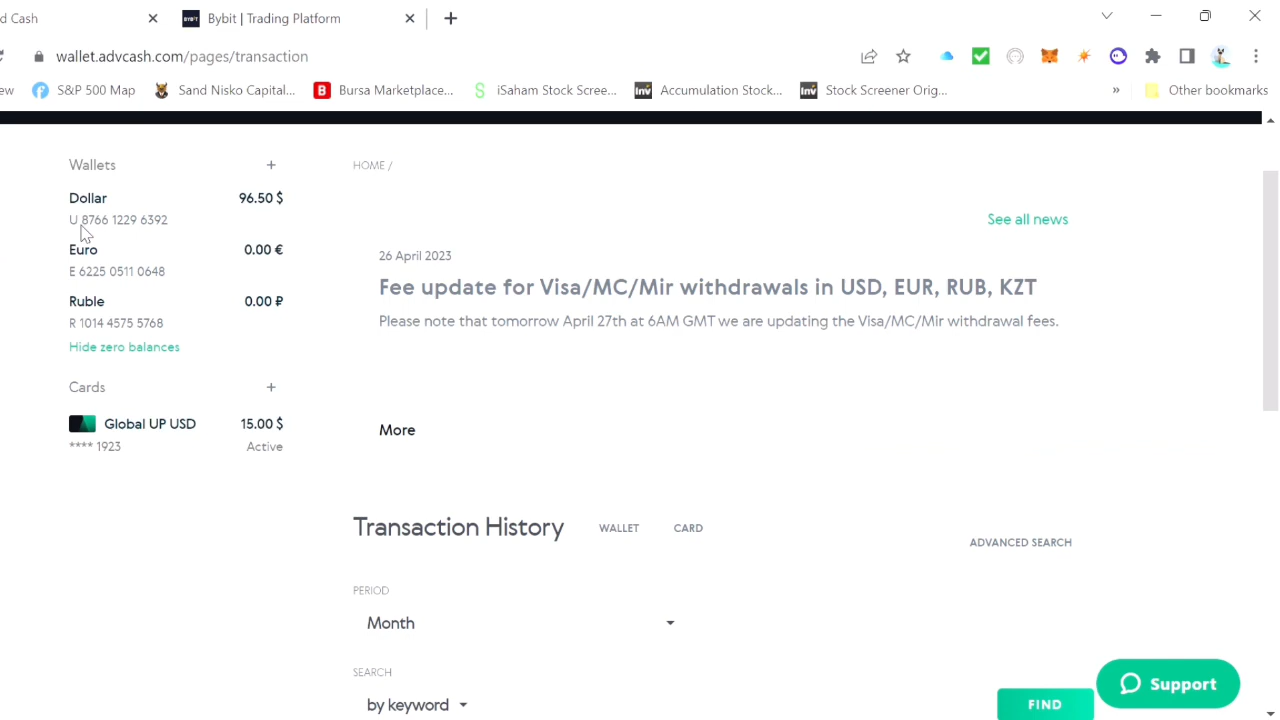 d Cash
BYBIT Bybit | Trading Platform
wallet.advcash.com/pages/transaction
ew S&P 500 Map Sand Nisko Capital... B Bursa Marketplace... S iSaham Stock Scree... Inv Accumulation Stock... Inv Stock Screener Orig... » Other bookmarks
Wallets +
Dollar 96.50 $
U 8766 1229 6392
Euro 0.00 €
E 6225 0511 0648
Ruble 0.00 ₽
R 1014 4575 5768
Hide zero balances
Cards +
Global UP USD 15.00 $
**** 1923 Active
HOME /
See all news
26 April 2023
Fee update for Visa/MC/Mir withdrawals in USD, EUR, RUB, KZT
Please note that tomorrow April 27th at 6AM GMT we are updating the Visa/MC/Mir withdrawal fees.
More
Transaction History WALLET CARD
ADVANCED SEARCH
PERIOD
Month
SEARCH
by keyword
FIND
Support